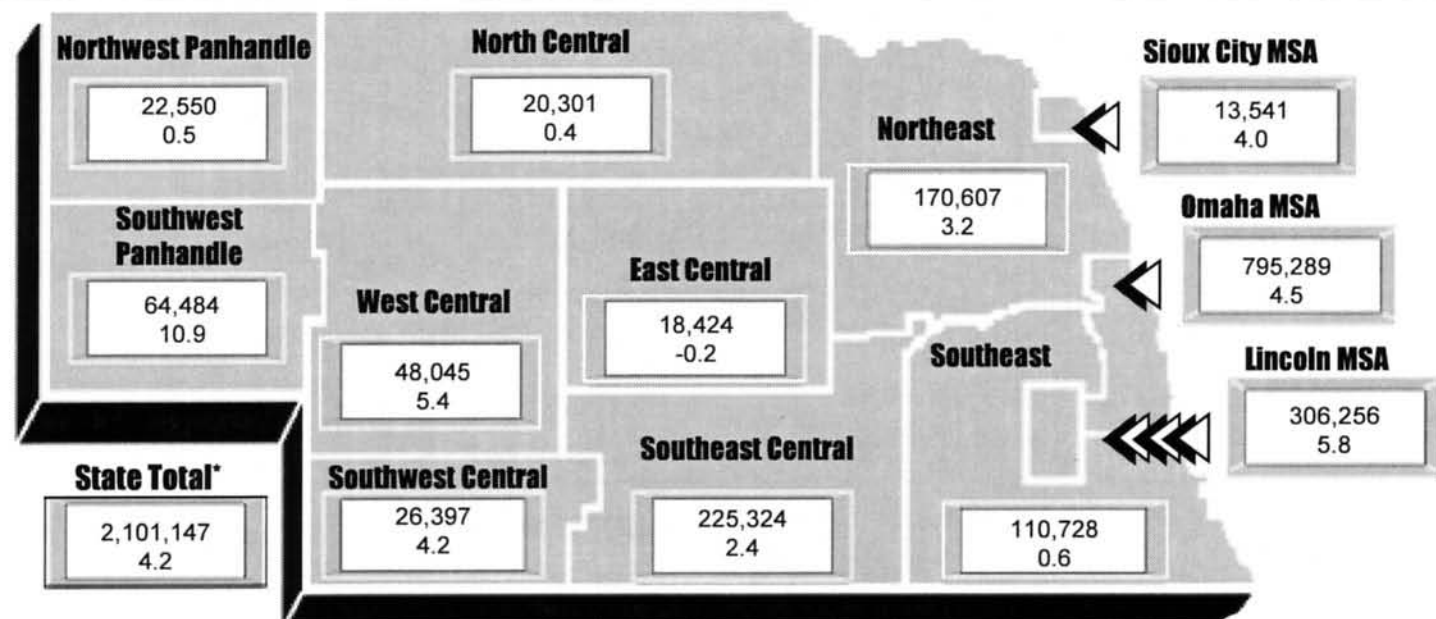 Northwest Panhandle
22,550
0.5
North Central
20,301
0.4
Sioux City MSA
13,541
4.0
Northeast
170,607
3.2
Omaha MSA
795,289
4.5
Southwest
Panhandle
64,484
10.9
West Central
48,045
5.4
East Central
18,424
-0.2
Southeast
110,728
0.6
Lincoln MSA
306,256
5.8
State Total*
2,101,147
4.2
Southwest Central
26,397
4.2
Southeast Central
225,324
2.4